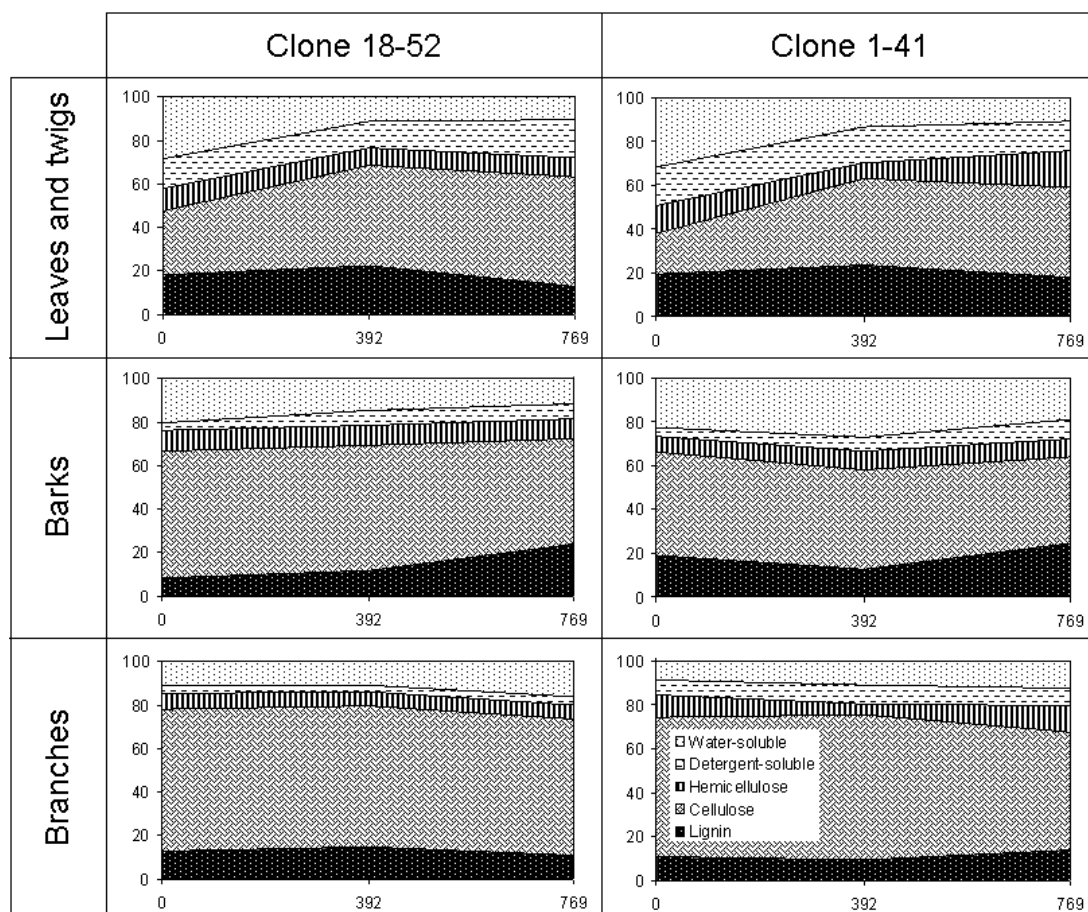 Clone 18-52
Clone 1-41
Leaves and twigs
100
80
60
40
20
0
0 392 769
100
80
60
40
20
0
0 392 769
Barks
100
80
60
40
20
0
0 392 769
100
80
60
40
20
0
0 392 769
Branches
100
80
60
40
20
0
0 392 769
100
80
60
40
20
0
Water-soluble
Detergent-soluble
Hemicellulose
Cellulose
Lignin
0 392 769